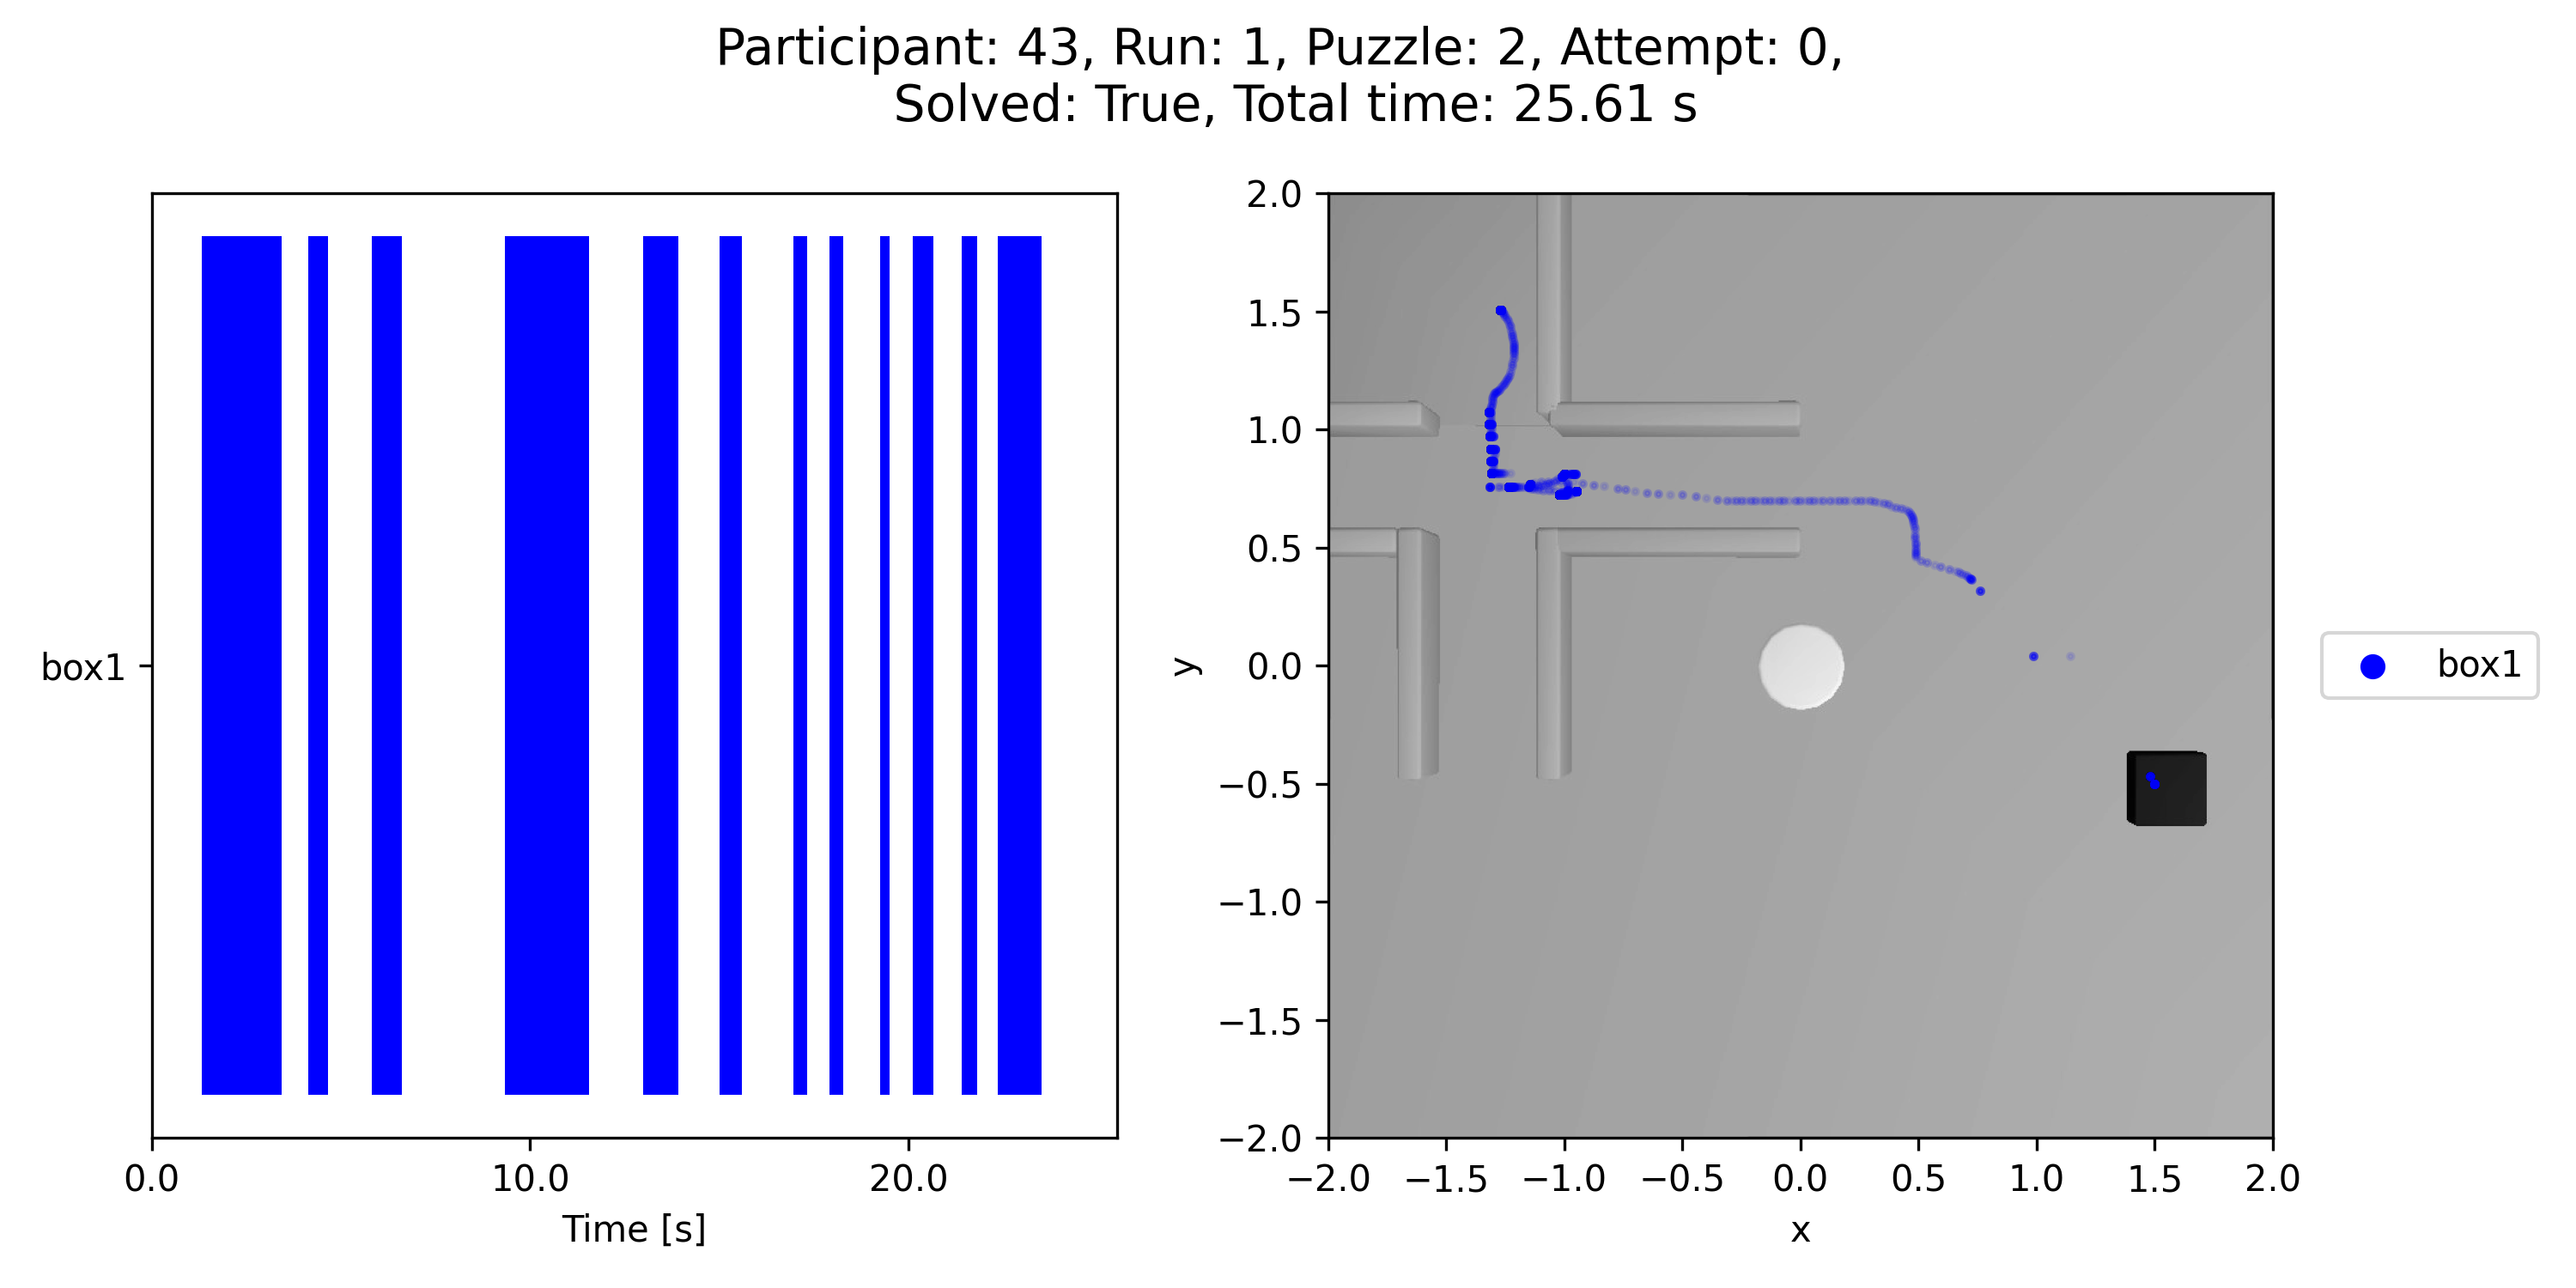 Participant: 43, Run: 1, Puzzle: 2, Attempt: 0,
Solved: True, Total time: 25.61 s
box1
0.0 10.0 20.0
Time [s]
2.0
1.5
1.0
0.5
0.0
−0.5
−1.0
−1.5
−2.0
y
−2.0 −1.5 −1.0 −0.5 0.0 0.5 1.0 1.5 2.0
x
box1